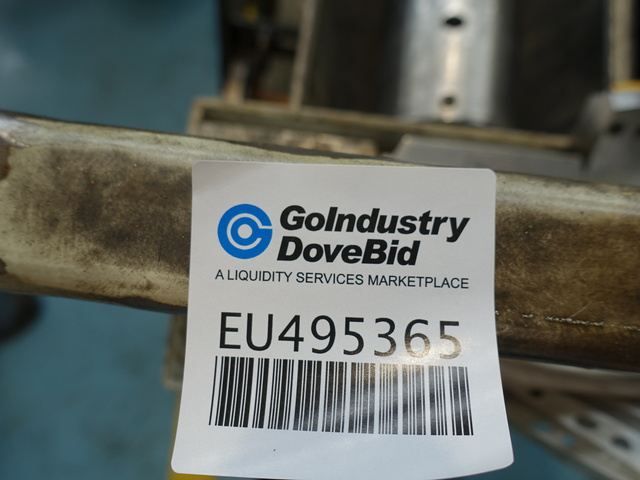 GoIndustry
DoveBid
A LIQUIDITY SERVICES MARKETPLACE
EU495365